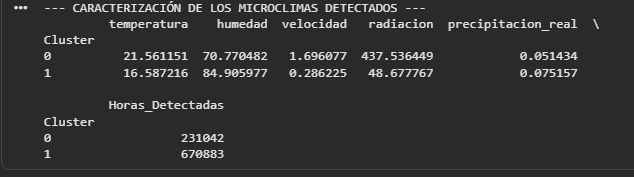 ••• --- CARACTERIZACIÓN DE LOS MICROCLIMAS DETECTADOS ---
temperatura humedad velocidad radiacion precipitacion_real \
Cluster
0 21.561151 70.770482 1.696077 437.536449 0.051434
1 16.587216 84.905977 0.286225 48.677767 0.075157
Horas_Detectadas
Cluster
0 231042
1 670883